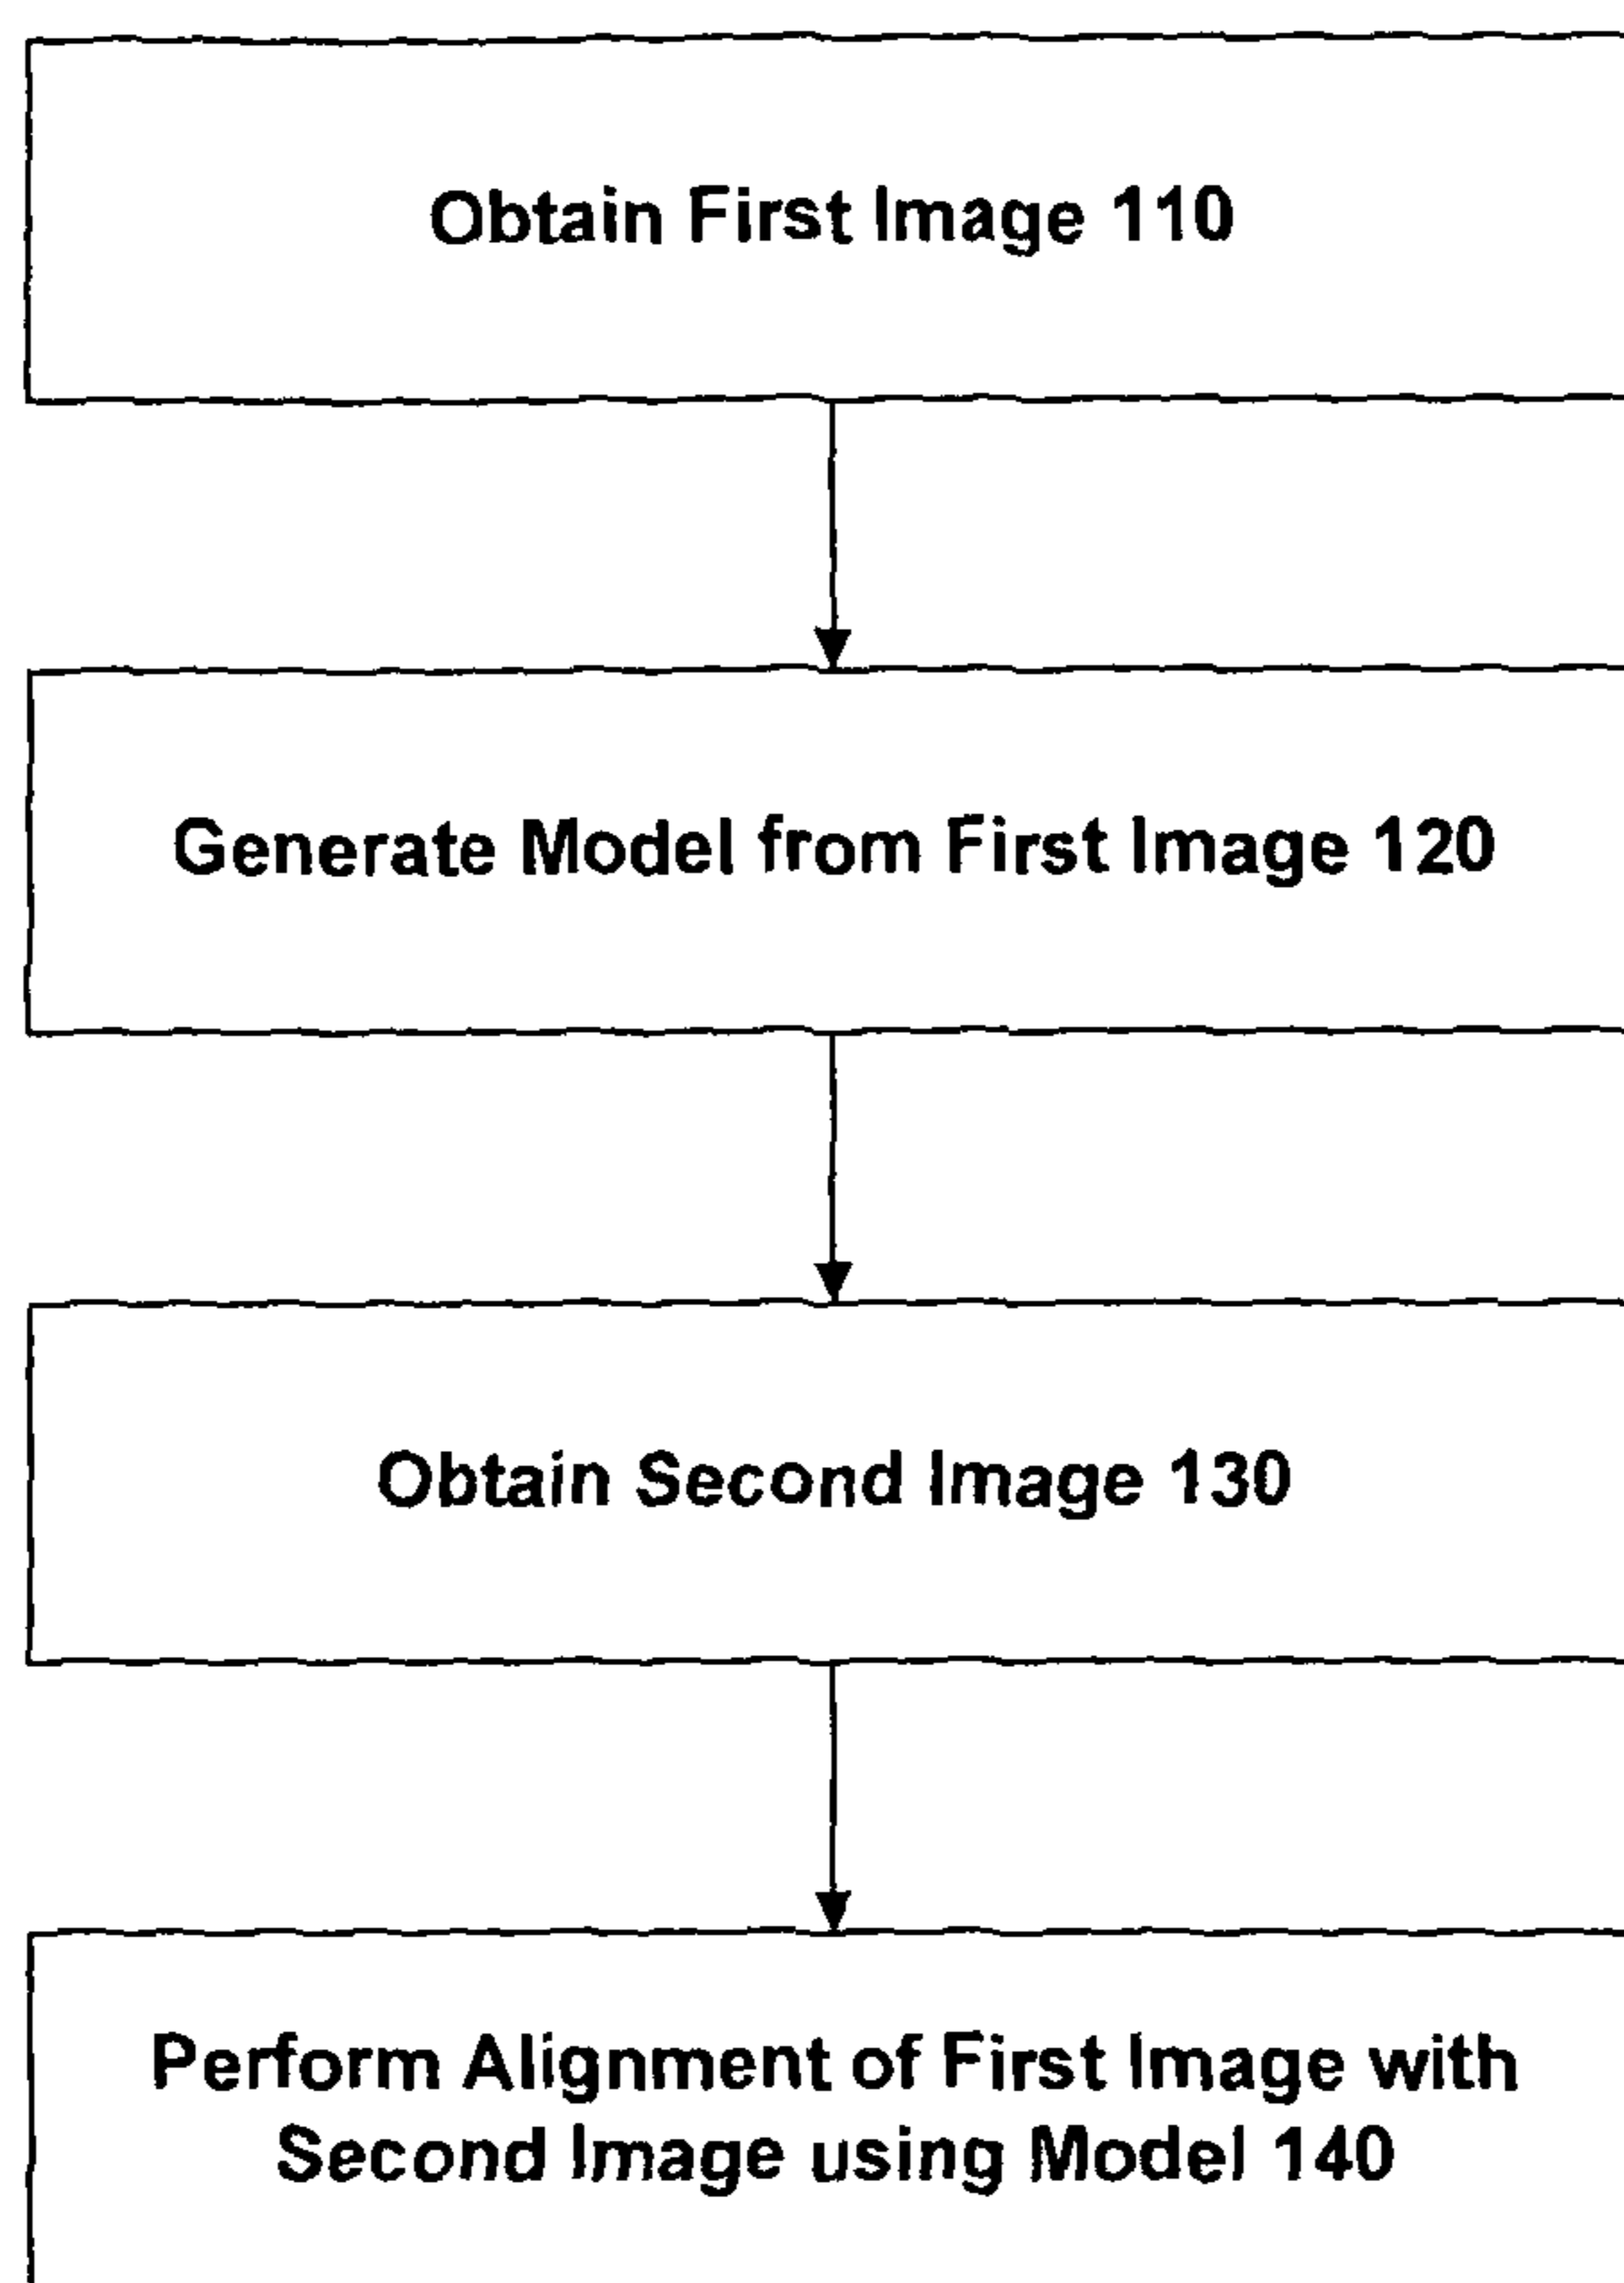 Obtain First Image 110
Generate Model from First Image 120
Obtain Second Image 130
Perform Alignment of First Image with
Second Image using Model 140